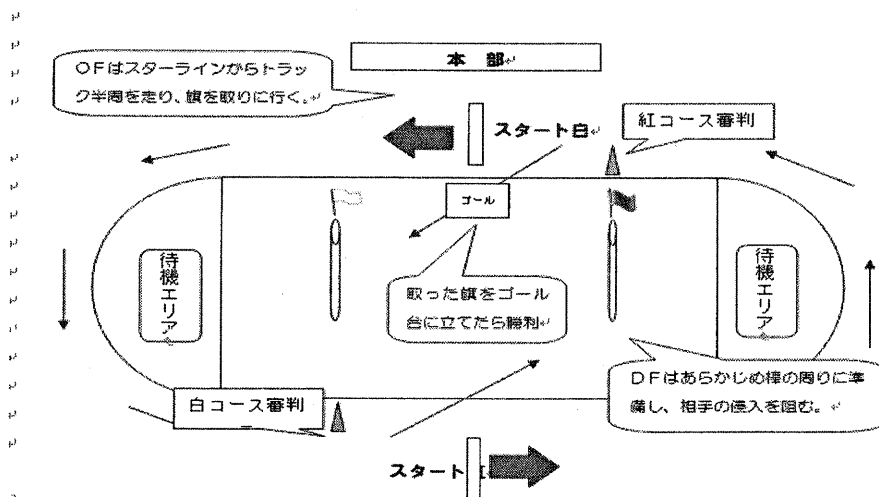 本 部
OFはスターラインからトラッ
ク半周を走り、旗を取りに行く。
スタート白
紅コース審判
ゴール
待機エリア
取った旗をゴール
台に立てたら勝利
待機エリア
DFはあらかじめ棒の周りに準
備し、相手の侵入を阻む。
白コース審判
スタート